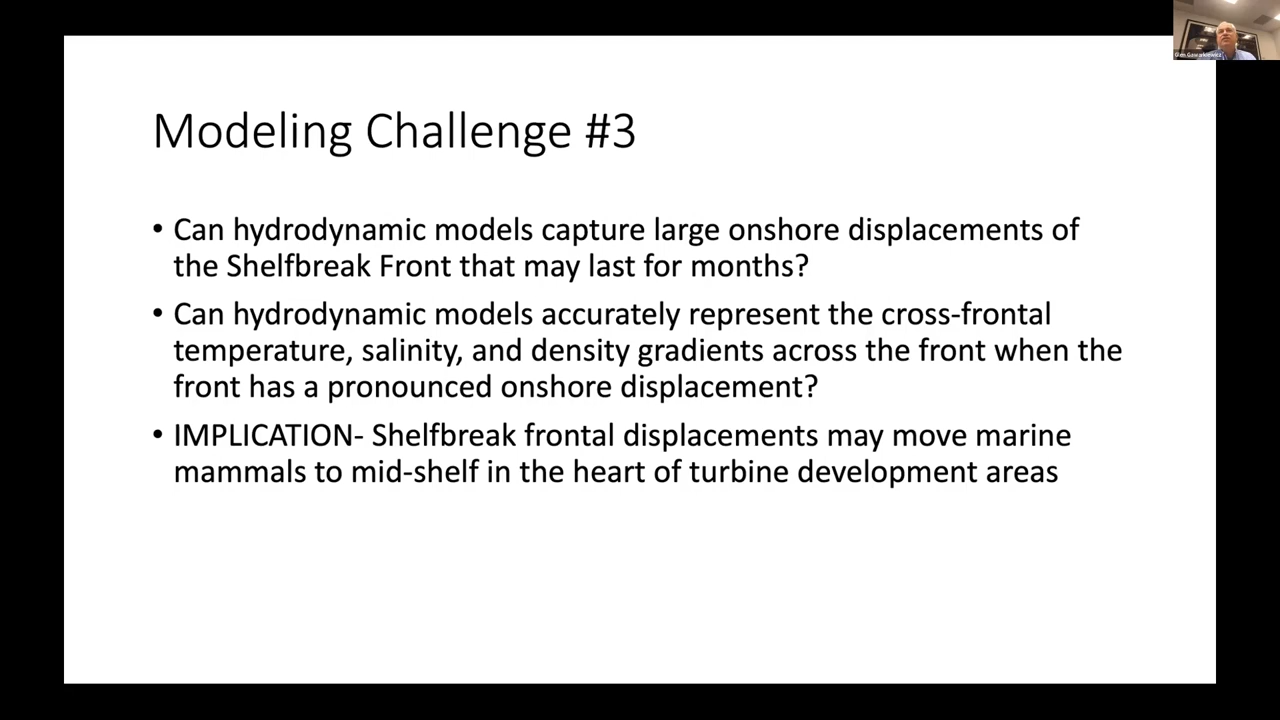 Glen Gawarkiewicz
Modeling Challenge #3
• Can hydrodynamic models capture large onshore displacements of
the Shelfbreak Front that may last for months?
• Can hydrodynamic models accurately represent the cross-frontal
temperature, salinity, and density gradients across the front when the
front has a pronounced onshore displacement?
• IMPLICATION- Shelfbreak frontal displacements may move marine
mammals to mid-shelf in the heart of turbine development areas